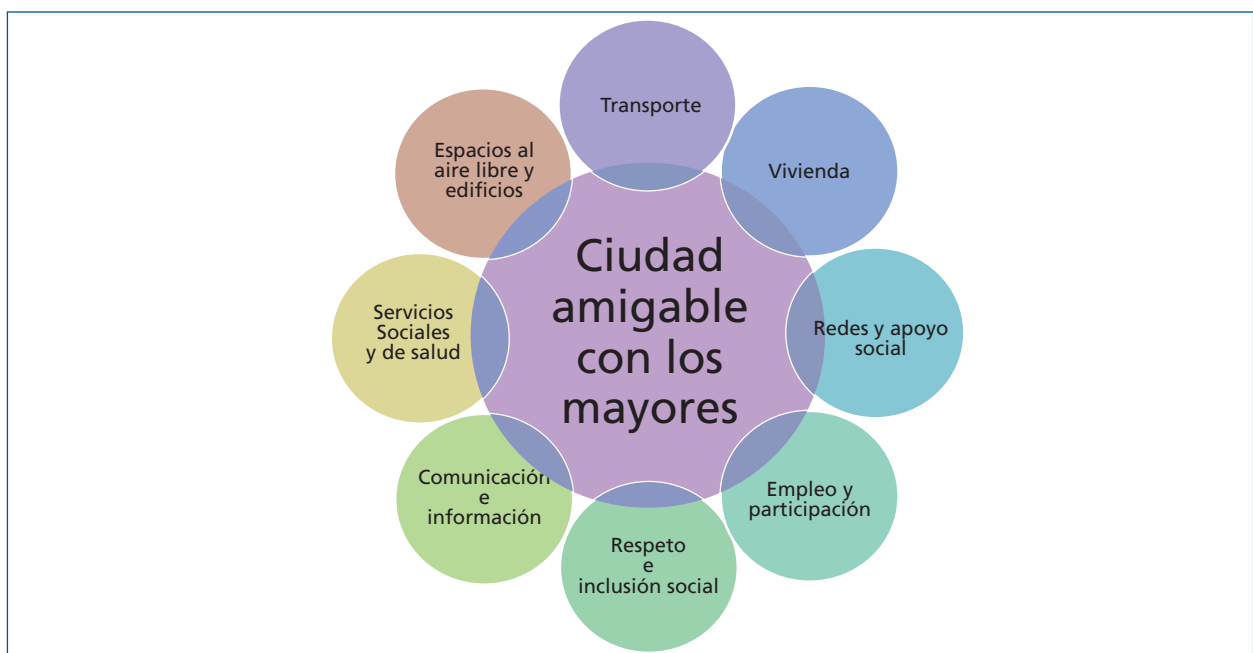 Transporte
Vivienda
Redes y apoyo
social
Empleo y
participación
Respeto
e
inclusión social
Comunicación
e
información
Servicios
Sociales
y de salud
Espacios al
aire libre y
edificios
Ciudad
amigable
con los
mayores